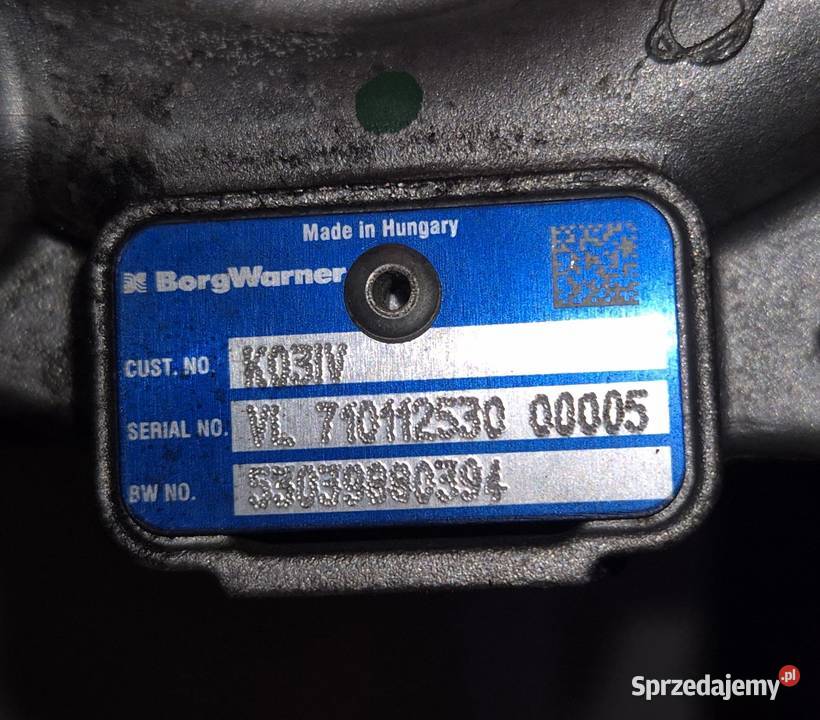 Made in Hungary
BorgWarner
CUST. NO. K03IV
SERIAL NO. VL 710112530 00005
BW NO. 53039880394
Sprzedajemy.pl